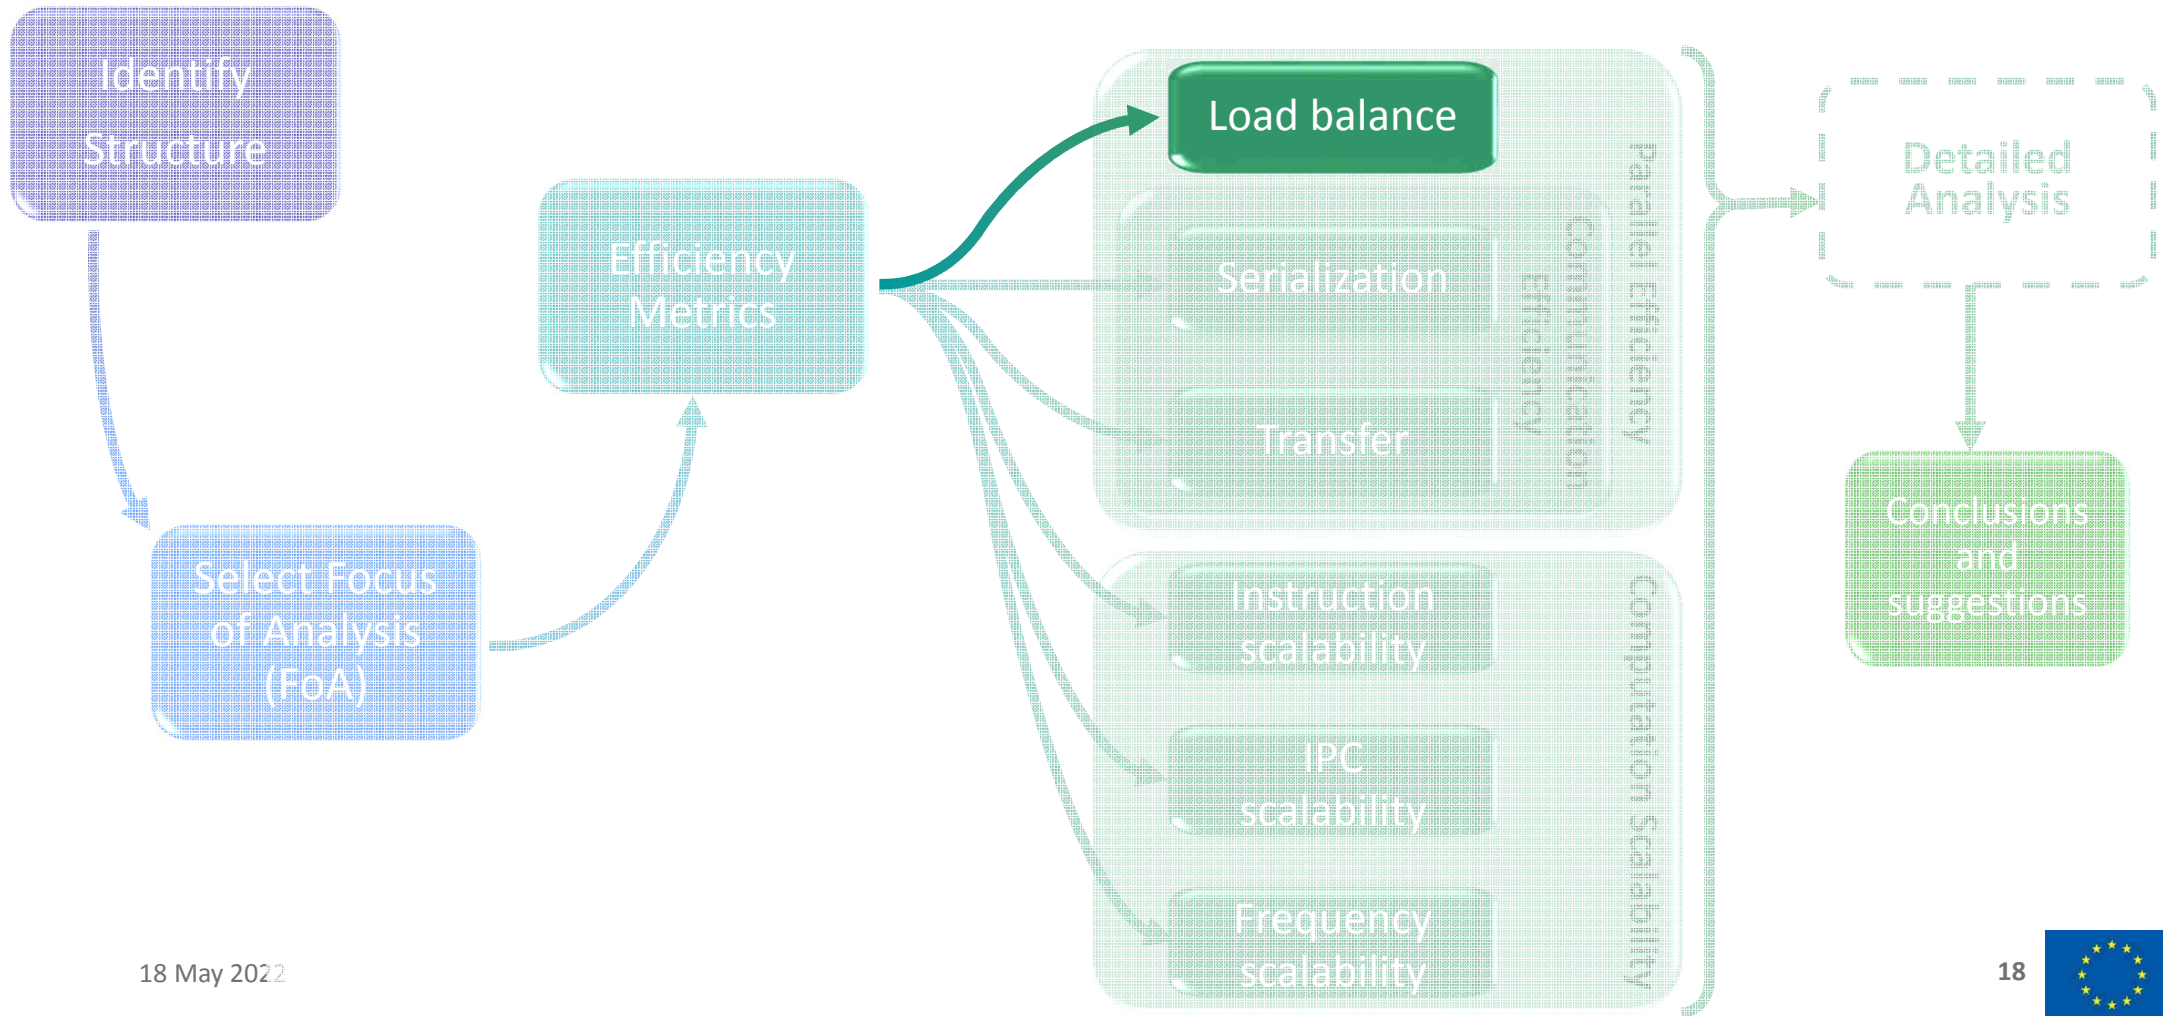 Identify
Structure
Select Focus
of Analysis
(FoA)
Efficiency
Metrics
Load balance
Serialization
Transfer
Communication
Efficiency
Parallel Efficiency
Instruction
scalability
IPC
scalability
Frequency
scalability
Computation Scalability
Detailed
Analysis
Conclusions
and
suggestions
18 May 2022
18